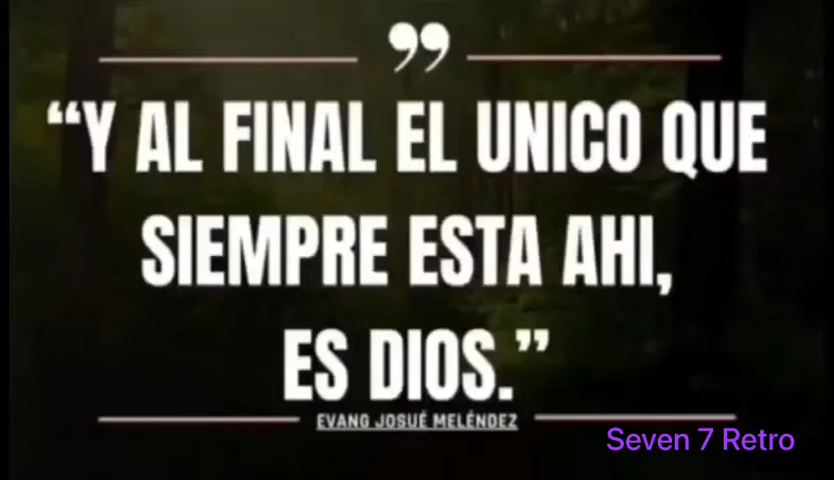 ”
“Y AL FINAL EL UNICO QUE
SIEMPRE ESTA AHI,
ES DIOS.”
EVANG JOSUÉ MELÉNDEZ
Seven 7 Retro